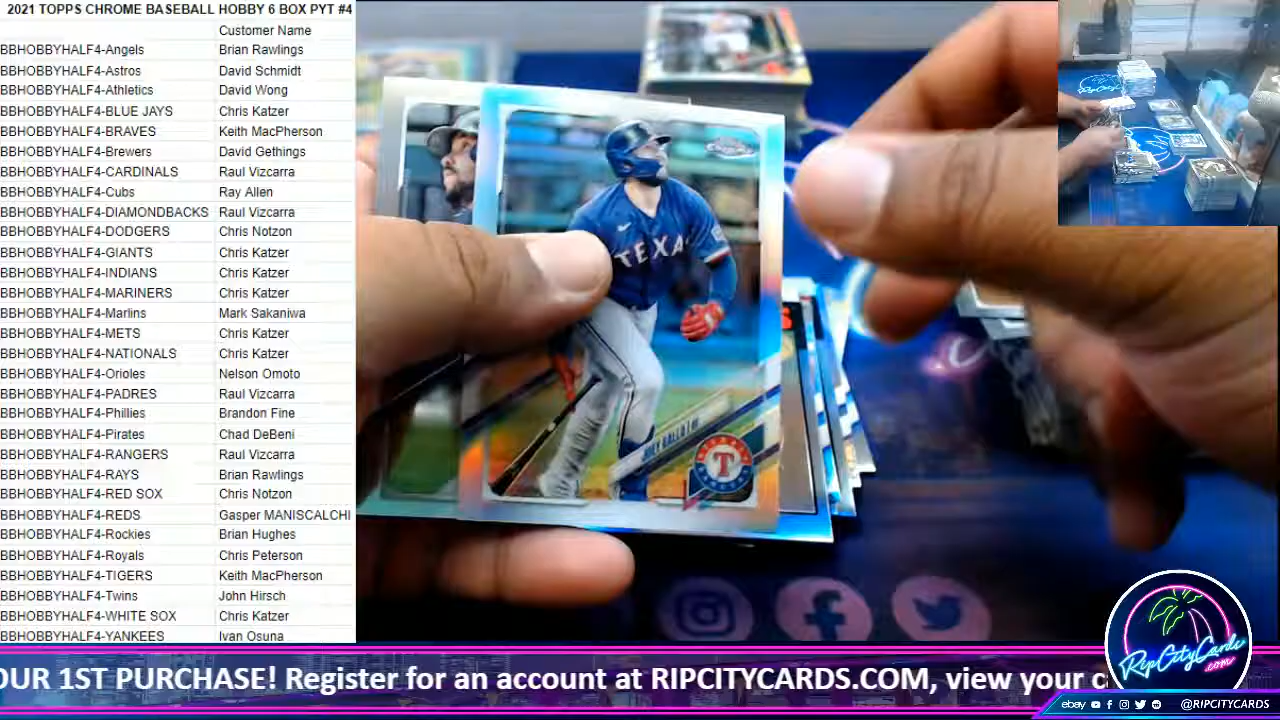 2021 TOPPS CHROME BASEBALL HOBBY 6 BOX PYT #4
Customer Name
BBHOBBYHALF4-Angels Brian Rawlings
BBHOBBYHALF4-Astros David Schmidt
BBHOBBYHALF4-Athletics David Wong
BBHOBBYHALF4-BLUE JAYS Chris Katzer
BBHOBBYHALF4-BRAVES Keith MacPherson
BBHOBBYHALF4-Brewers David Gethings
BBHOBBYHALF4-CARDINALS Raul Vizcarra
BBHOBBYHALF4-Cubs Ray Allen
BBHOBBYHALF4-DIAMONDBACKS Raul Vizcarra
BBHOBBYHALF4-DODGERS Chris Notzon
BBHOBBYHALF4-GIANTS Chris Katzer
BBHOBBYHALF4-INDIANS Chris Katzer
BBHOBBYHALF4-MARINERS Chris Katzer
BBHOBBYHALF4-Marlins Mark Sakaniwa
BBHOBBYHALF4-METS Chris Katzer
BBHOBBYHALF4-NATIONALS Chris Katzer
BBHOBBYHALF4-Orioles Nelson Omoto
BBHOBBYHALF4-PADRES Raul Vizcarra
BBHOBBYHALF4-Phillies Brandon Fine
BBHOBBYHALF4-Pirates Chad DeBeni
BBHOBBYHALF4-RANGERS Raul Vizcarra
BBHOBBYHALF4-RAYS Brian Rawlings
BBHOBBYHALF4-RED SOX Chris Notzon
BBHOBBYHALF4-REDS Gasper MANISCALCHI
BBHOBBYHALF4-Rockies Brian Hughes
BBHOBBYHALF4-Royals Chris Peterson
BBHOBBYHALF4-TIGERS Keith MacPherson
BBHOBBYHALF4-Twins John Hirsch
BBHOBBYHALF4-WHITE SOX Chris Katzer
BBHOBBYHALF4-YANKEES Ivan Osuna
TEXA
JOEY GALLO
T
OUR 1ST PURCHASE! Register for an account at RIPCITYCARDS.COM, view your c
RipCityCards
.com
ebay @RIPCITYCARDS